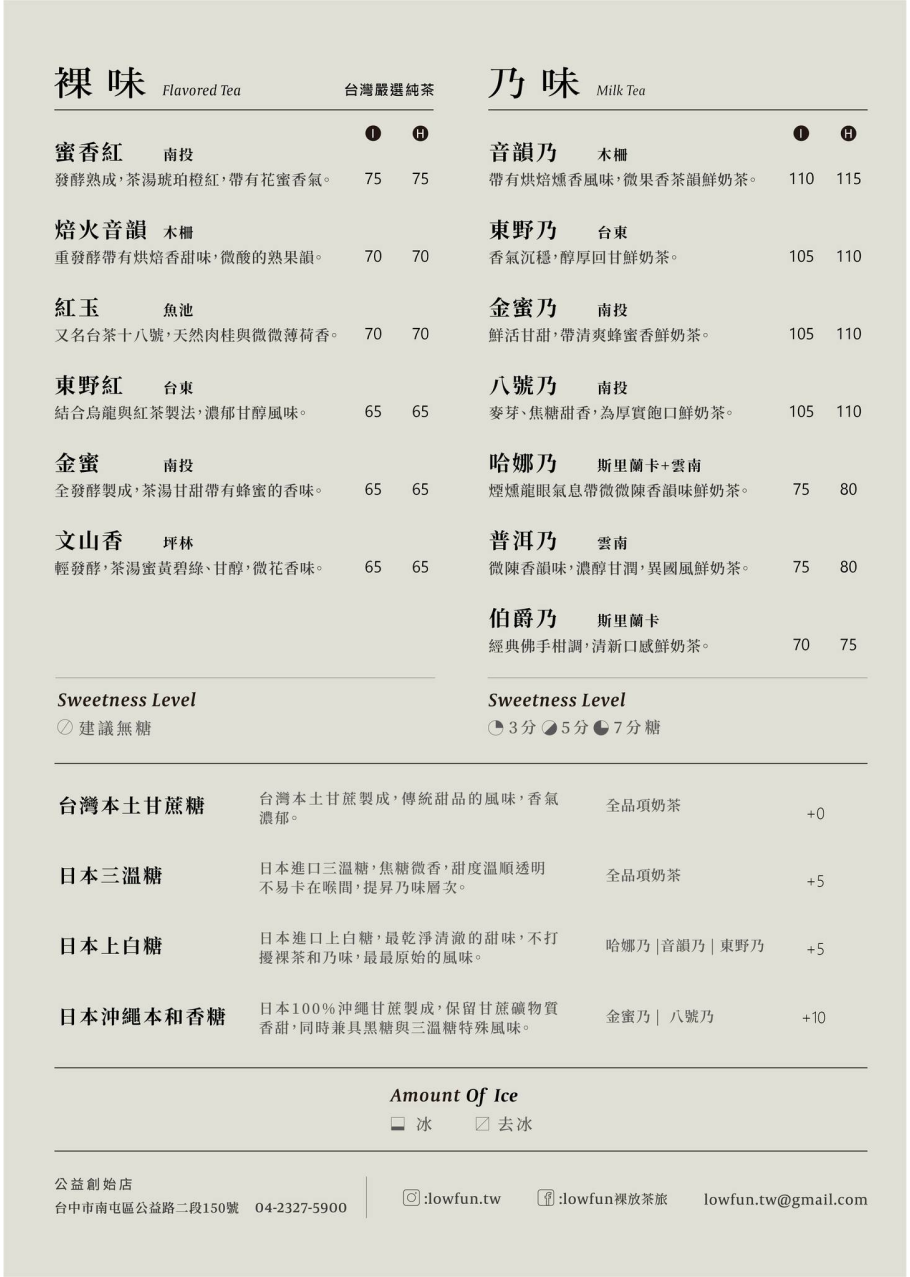 裸味 Flavored Tea 台灣嚴選純茶
I H
蜜香紅 南投
發酵熟成,茶湯琥珀橙紅,帶有花蜜香氣。 75 75
焙火音韻 木柵
重發酵帶有烘焙香甜味,微酸的熟果韻。 70 70
紅玉 魚池
又名台茶十八號,天然肉桂與微微薄荷香。 70 70
東野紅 台東
結合烏龍與紅茶製法,濃郁甘醇風味。 65 65
金蜜 南投
全發酵製成,茶湯甘甜帶有蜂蜜的香味。 65 65
文山香 坪林
輕發酵,茶湯蜜黃碧綠、甘醇,微花香味。 65 65
Sweetness Level
建議無糖
乃味 Milk Tea
I H
音韻乃 木柵
帶有烘焙燻香風味,微果香茶韻鮮奶茶。 110 115
東野乃 台東
香氣沉穩,醇厚回甘鮮奶茶。 105 110
金蜜乃 南投
鮮活甘甜,帶清爽蜂蜜香鮮奶茶。 105 110
八號乃 南投
麥芽、焦糖甜香,為厚實飽口鮮奶茶。 105 110
哈娜乃 斯里蘭卡+雲南
煙燻龍眼氣息帶微微陳香韻味鮮奶茶。 75 80
普洱乃 雲南
微陳香韻味,濃醇甘潤,異國風鮮奶茶。 75 80
伯爵乃 斯里蘭卡
經典佛手柑調,清新口感鮮奶茶。 70 75
Sweetness Level
3分 5分 7分糖
台灣本土甘蔗糖
台灣本土甘蔗製成,傳統甜品的風味,香氣
濃郁。
全品項奶茶 +0
日本三溫糖
日本進口三溫糖,焦糖微香,甜度溫順透明
不易卡在喉間,提昇乃味層次。
全品項奶茶 +5
日本上白糖
日本進口上白糖,最乾淨清澈的甜味,不打
擾裸茶和乃味,最最原始的風味。
哈娜乃 |音韻乃 | 東野乃 +5
日本沖繩本和香糖
日本100%沖繩甘蔗製成,保留甘蔗礦物質
香甜,同時兼具黑糖與三溫糖特殊風味。
金蜜乃 | 八號乃 +10
Amount Of Ice
冰 去冰
公益創始店
台中市南屯區公益路二段150號 04-2327-5900
:lowfun.tw :lowfun裸放茶旅 lowfun.tw@gmail.com